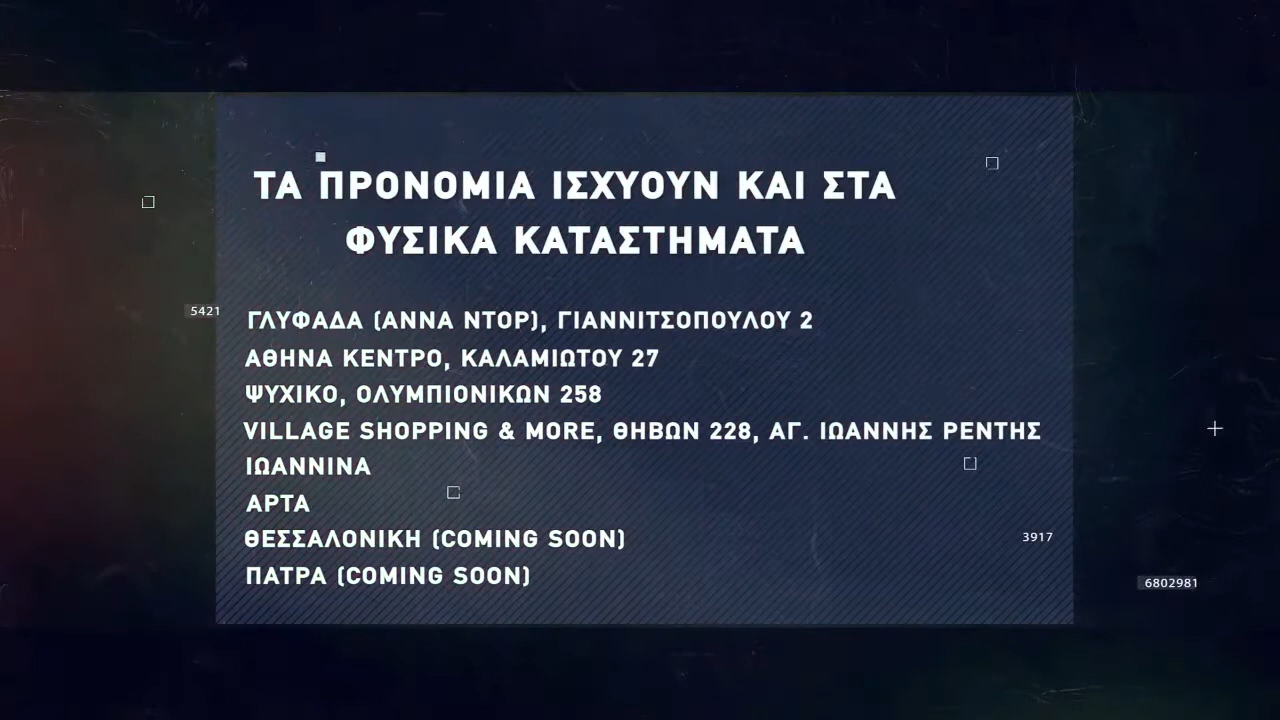 ΤΑ ΠΡΟΝΟΜΙΑ ΙΣΧΥΟΥΝ ΚΑΙ ΣΤΑ
ΦΥΣΙΚΑ ΚΑΤΑΣΤΗΜΑΤΑ
5421
ΓΛΥΦΑΔΑ (ΑΝΝΑ ΝΤΟΡ), ΓΙΑΝΝΙΤΣΟΠΟΥΛΟΥ 2
ΑΘΗΝΑ ΚΕΝΤΡΟ, ΚΑΛΑΜΙΩΤΟΥ 27
ΨΥΧΙΚΟ, ΟΛΥΜΠΙΟΝΙΚΩΝ 258
VILLAGE SHOPPING & MORE, ΘΗΒΩΝ 228, ΑΓ. ΙΩΑΝΝΗΣ ΡΕΝΤΗΣ
ΙΩΑΝΝΙΝΑ
ΑΡΤΑ
ΘΕΣΣΑΛΟΝΙΚΗ (COMING SOON)
3917
ΠΑΤΡΑ (COMING SOON)
6802981